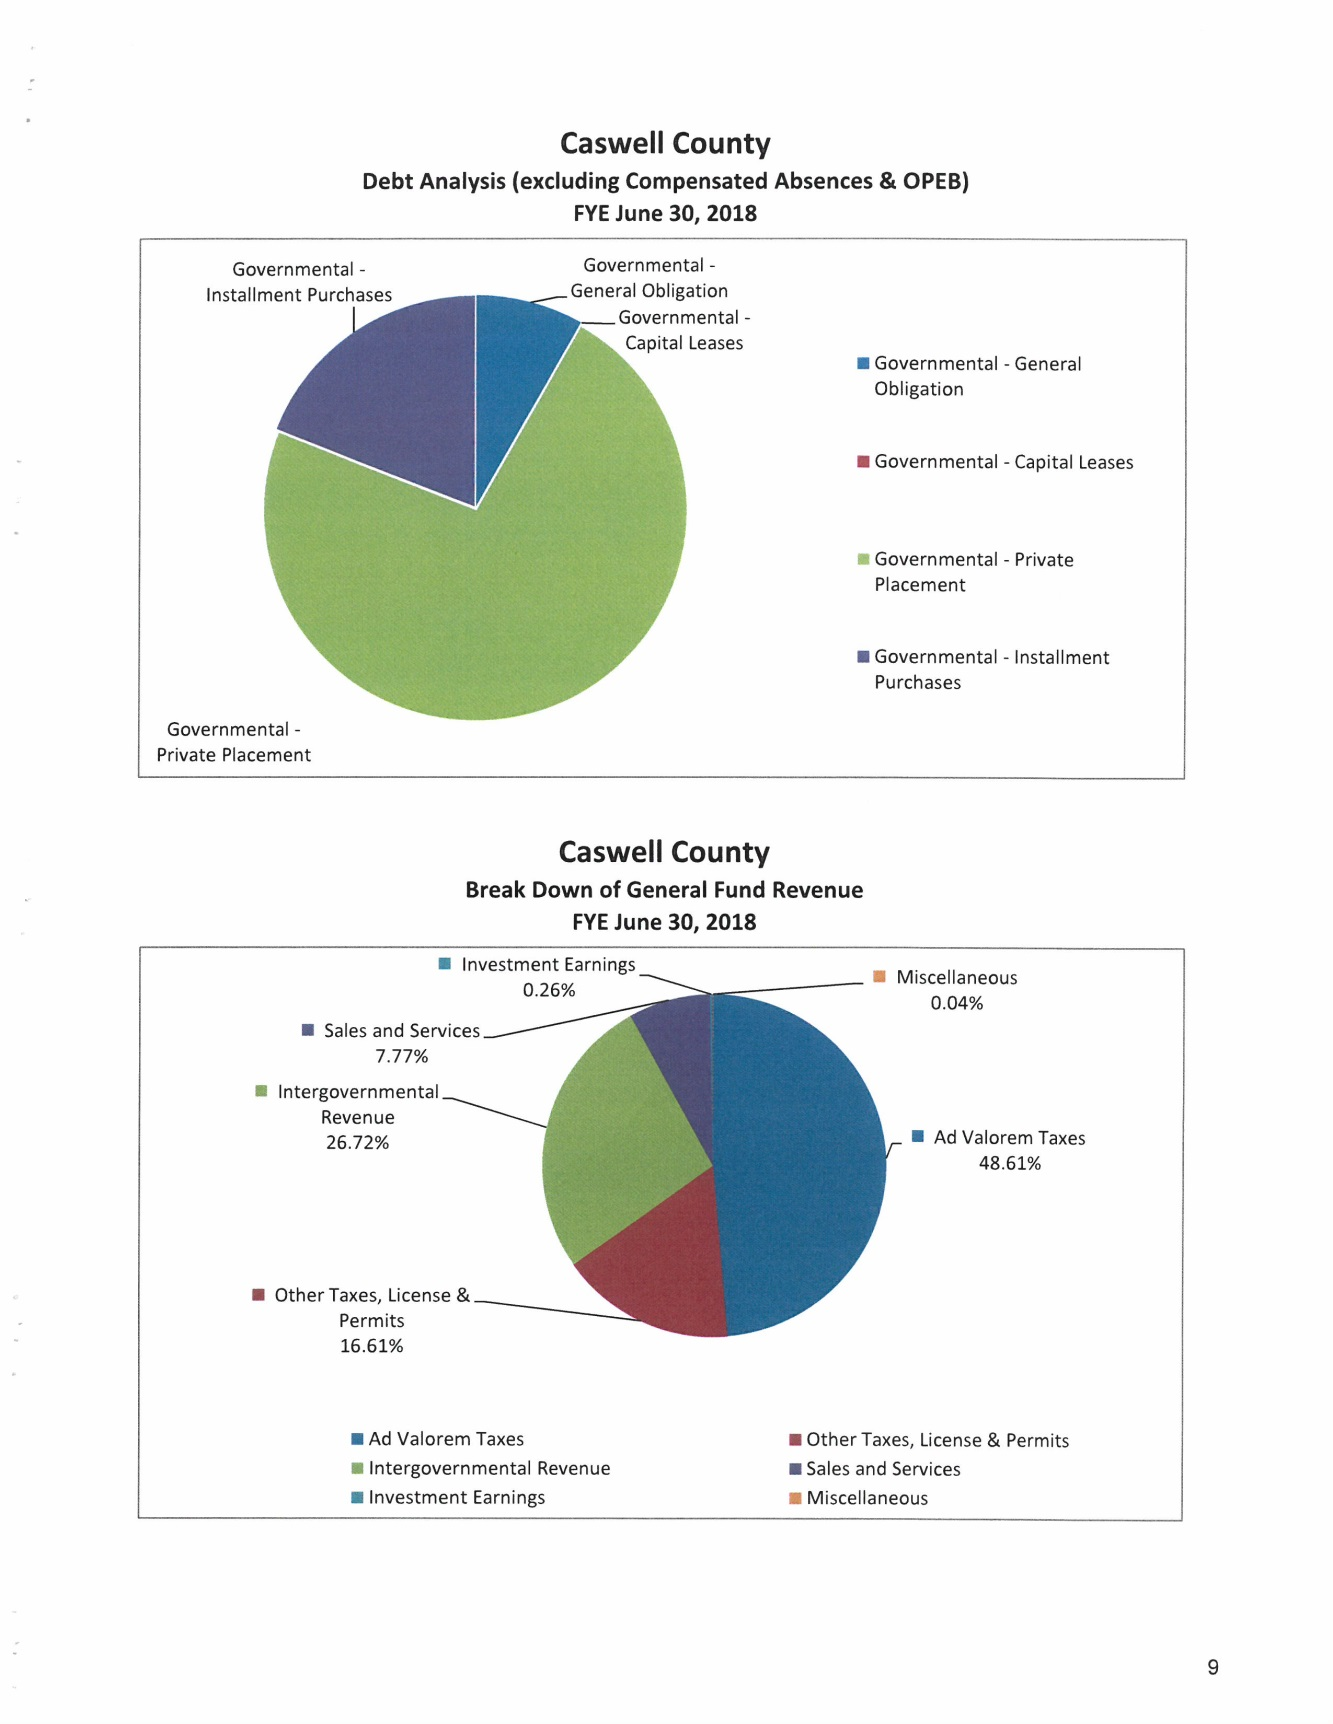 Caswell County
Debt Analysis (excluding Compensated Absences & OPEB)
FYE June 30, 2018
Governmental -
Installment Purchases
Governmental -
General Obligation
Governmental -
Capital Leases
Governmental -
Private Placement
Governmental - General
Obligation
Governmental - Capital Leases
Governmental - Private
Placement
Governmental - Installment
Purchases
Caswell County
Break Down of General Fund Revenue
FYE June 30, 2018
Investment Earnings
0.26%
Miscellaneous
0.04%
Sales and Services
7.77%
Intergovernmental
Revenue
26.72%
Ad Valorem Taxes
48.61%
Other Taxes, License &
Permits
16.61%
Ad Valorem Taxes
Other Taxes, License & Permits
Intergovernmental Revenue
Sales and Services
Investment Earnings
Miscellaneous
9